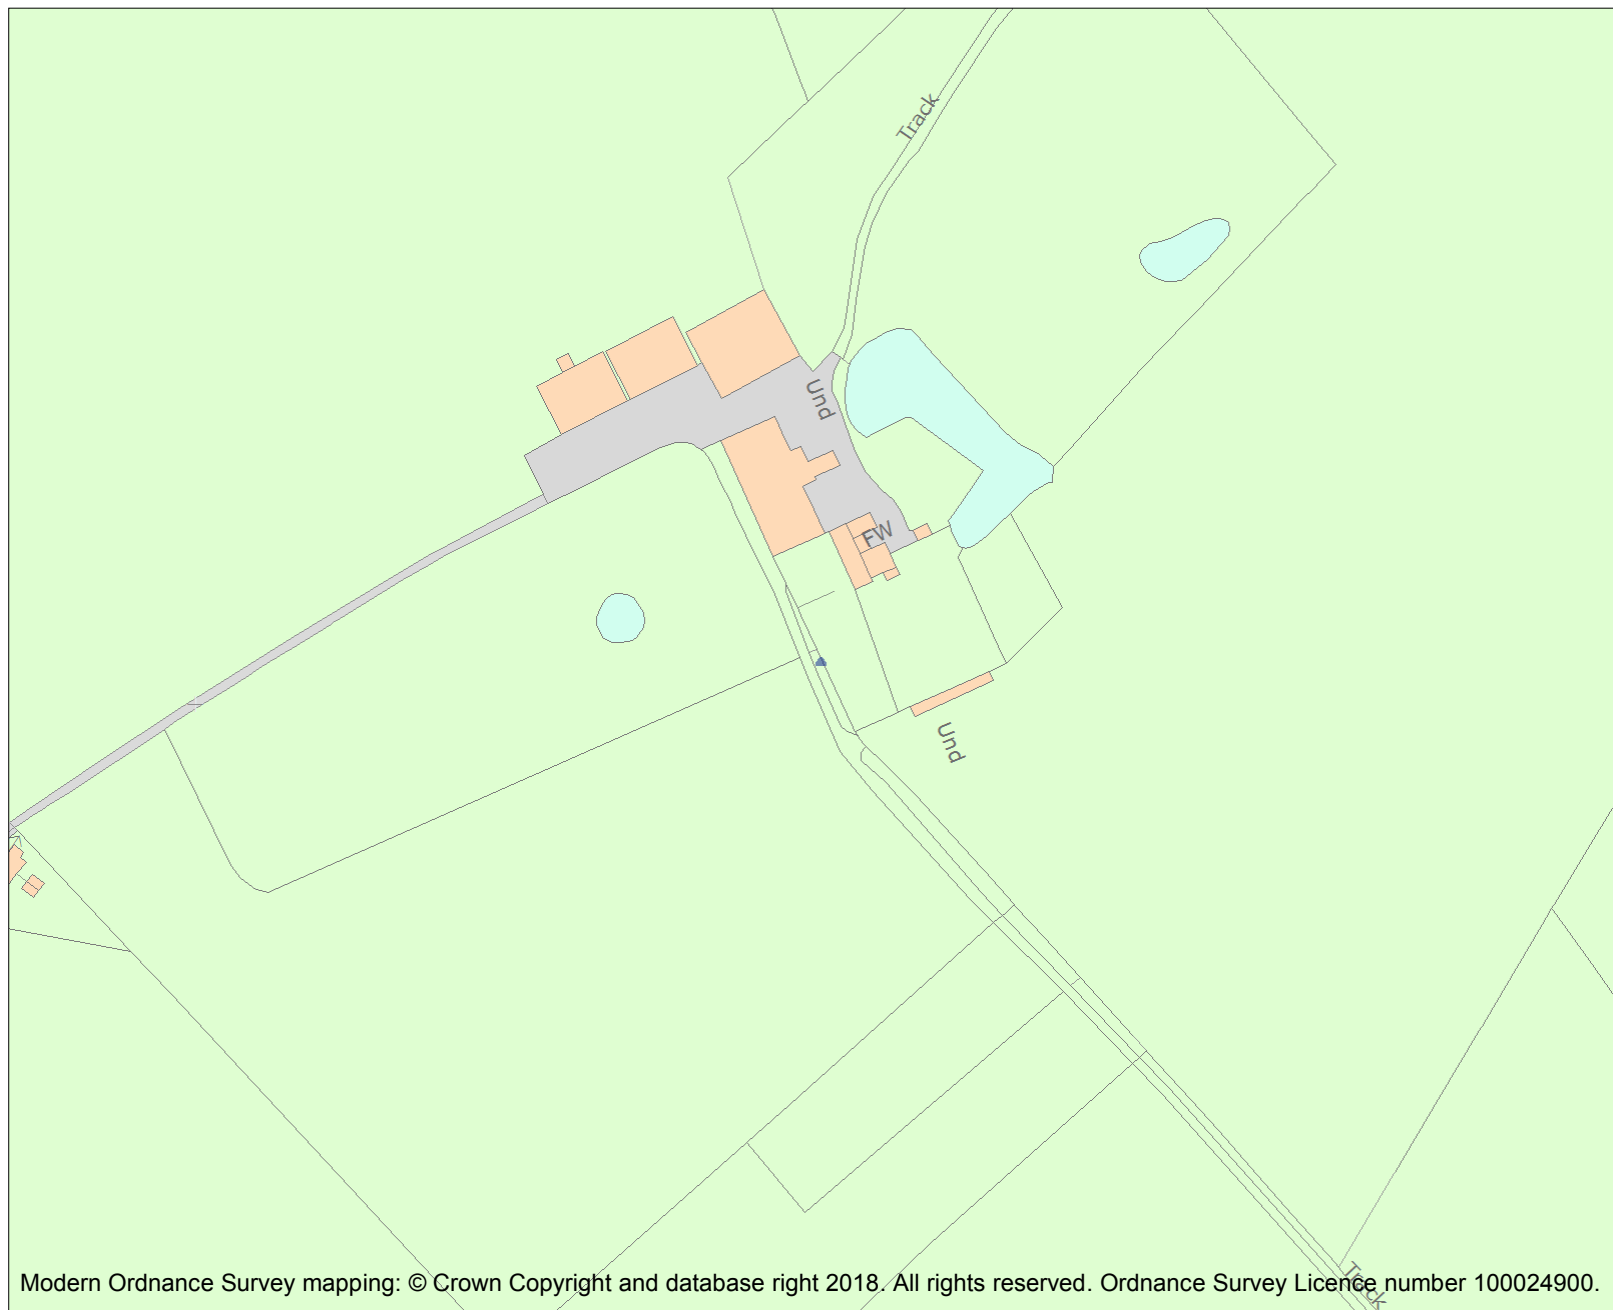 Track
Und
FW
Und
Track
Modern Ordnance Survey mapping: © Crown Copyright and database right 2018. All rights reserved. Ordnance Survey Licence number 100024900.